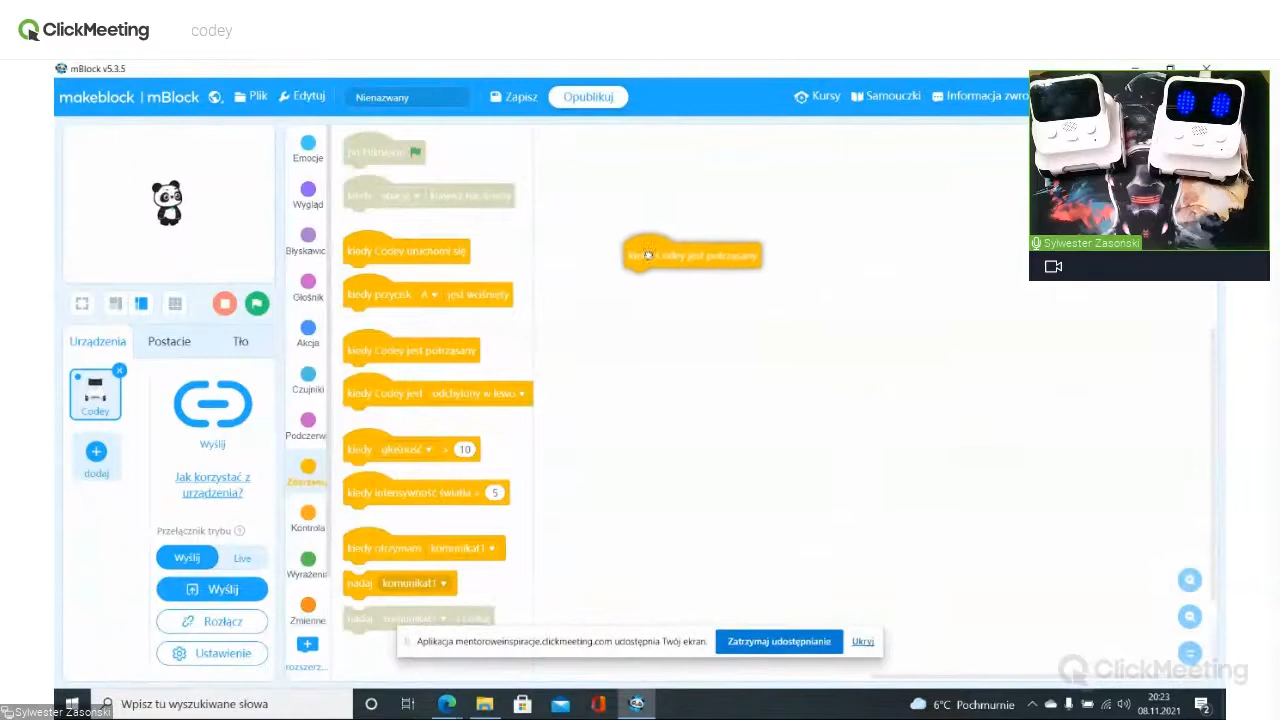 ClickMeeting codey
mBlock v5.3.5
makeblock | mBlock Plik Edytuj Nienazwany Zapisz Opublikuj Kursy Samouczki Informacja zwro
Emocje
Wygląd
Błyskawic
Głośnik
Akcja
Czujniki
Podczerw
Zdarzenia
Kontrola
Wyrażenia
Zmienne
rozszerz...
po kliknięciu
kiedy Codey uruchomi się
kiedy przycisk A jest wciśnięty
kiedy Codey jest potrząsany
kiedy Codey jest odchylony w lewo
kiedy głośność > 10
kiedy intensywność światła < 5
kiedy otrzymam komunikat1
nadaj komunikat1
kiedy Codey jest potrząsany
Urządzenia Postacie Tło
Codey
dodaj
Wyślij
Jak korzystać z
urządzenia?
Przełącznik trybu ?
Wyślij Live
Wyślij
Rozłącz
Ustawienie
Sylwester Zasoński
Aplikacja mentoroweinspiracje.clickmeeting.com udostępnia Twój ekran. Zatrzymaj udostępnianie Ukryj
ClickMeeting
Wpisz tu wyszukiwane słowa
6°C Pochmurnie
20:23
08.11.2021
2
Sylwester Zasoński